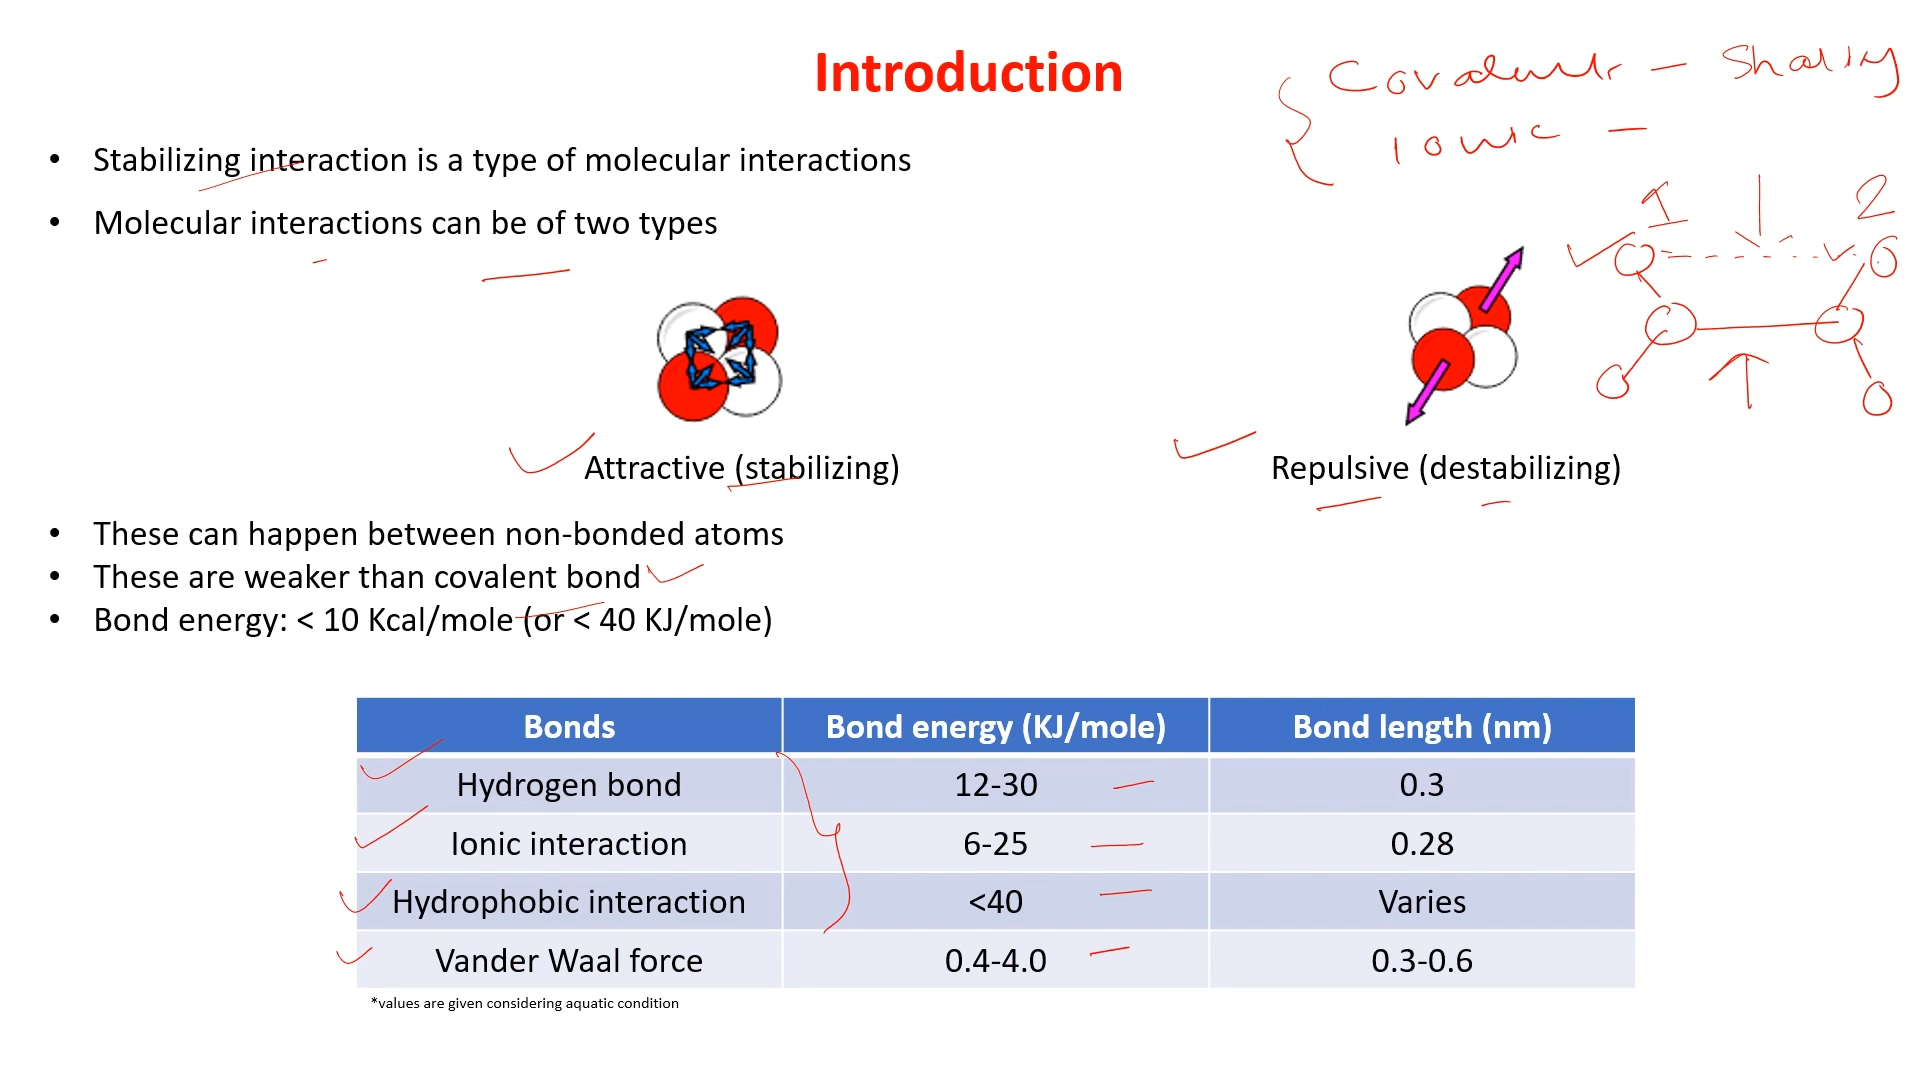 Introduction
Covalent – Sharing
Ionic –
• Stabilizing interaction is a type of molecular interactions
• Molecular interactions can be of two types
1 2
Attractive (stabilizing) Repulsive (destabilizing)
• These can happen between non-bonded atoms
• These are weaker than covalent bond
• Bond energy: < 10 Kcal/mole (or < 40 KJ/mole)
Bonds Bond energy (KJ/mole) Bond length (nm)
Hydrogen bond 12-30 0.3
Ionic interaction 6-25 0.28
Hydrophobic interaction <40 Varies
Vander Waal force 0.4-4.0 0.3-0.6
*values are given considering aquatic condition